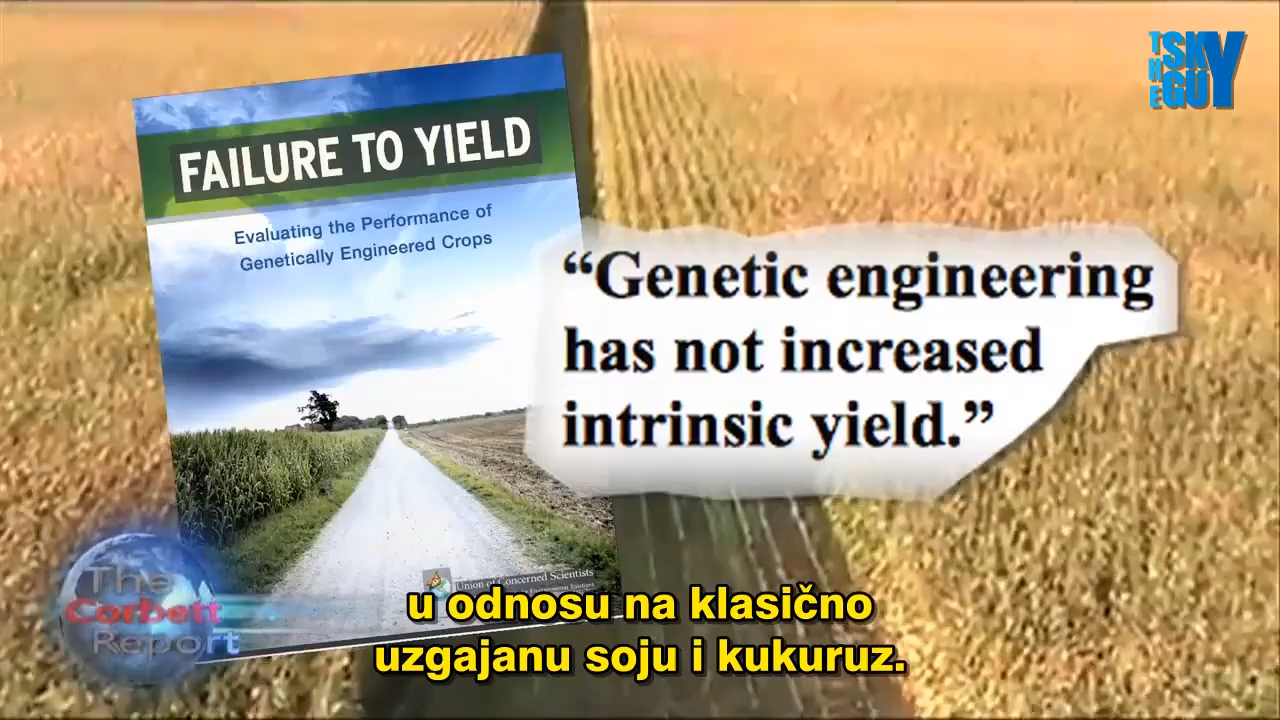 THE SKY GUY
FAILURE TO YIELD
Evaluating the Performance of
Genetically Engineered Crops
“Genetic engineering
has not increased
intrinsic yield.”
Union of Concerned Scientists
The
Corbett
Report
u odnosu na klasično
uzgajanu soju i kukuruz.